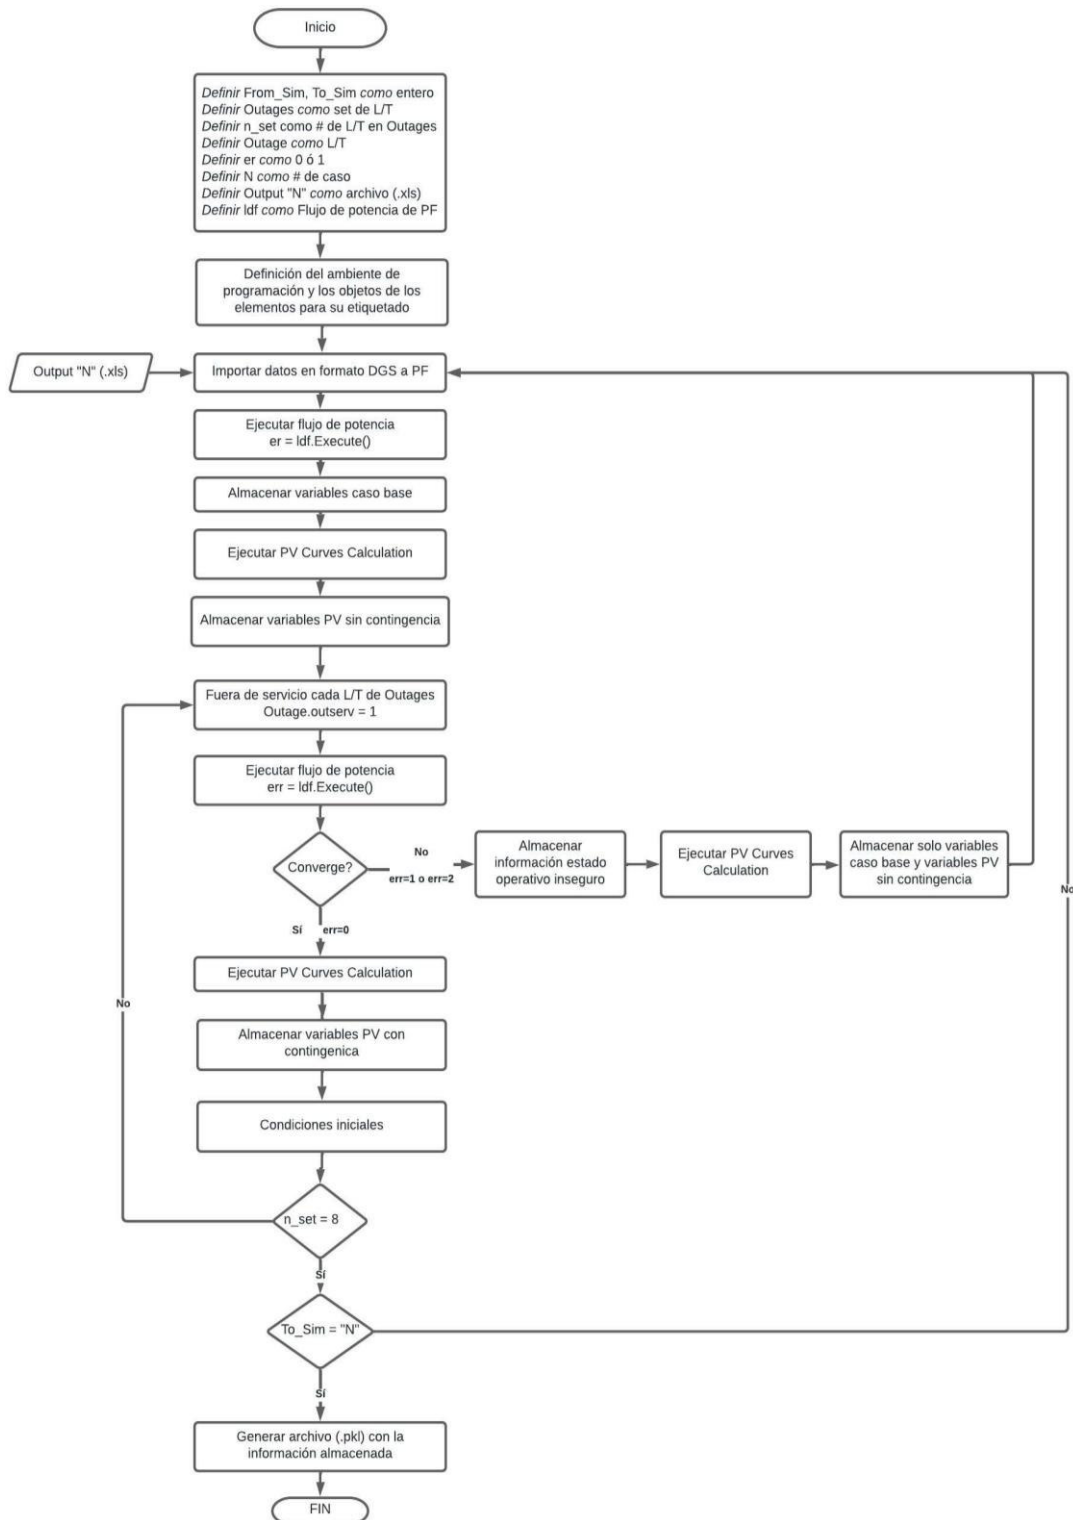 Inicio
Definir From_Sim, To_Sim como entero
Definir Outages como set de L/T
Definir n_set como # de L/T en Outages
Definir Outage como L/T
Definir er como 0 ó 1
Definir N como # de caso
Definir Output "N" como archivo (.xls)
Definir ldf como Flujo de potencia de PF
Definición del ambiente de
programación y los objetos de los
elementos para su etiquetado
Output "N" (.xls)
Importar datos en formato DGS a PF
Ejecutar flujo de potencia
er = ldf.Execute()
Almacenar variables caso base
Ejecutar PV Curves Calculation
Almacenar variables PV sin contingencia
Fuera de servicio cada L/T de Outages
Outage.outserv = 1
Ejecutar flujo de potencia
err = ldf.Execute()
Converge?
No
err=1 o err=2
Almacenar
información estado
operativo inseguro
Ejecutar PV Curves
Calculation
Almacenar solo variables
caso base y variables PV
sin contingencia
No
Sí err=0
Ejecutar PV Curves Calculation
No
Almacenar variables PV con
contingenica
Condiciones iniciales
n_set = 8
Sí
To_Sim = "N"
Sí
Generar archivo (.pkl) con la
información almacenada
FIN